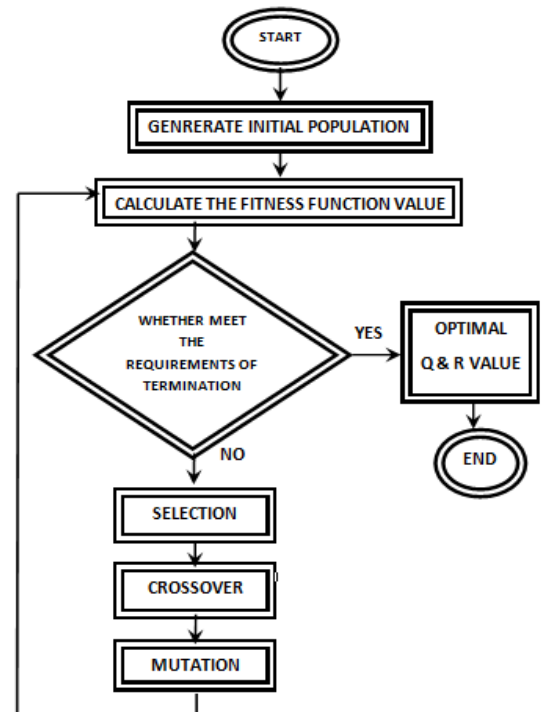 START
GENRERATE INITIAL POPULATION
CALCULATE THE FITNESS FUNCTION VALUE
WHETHER MEET
THE
REQUIREMENTS OF
TERMINATION
YES
OPTIMAL
Q & R VALUE
END
NO
SELECTION
CROSSOVER
MUTATION